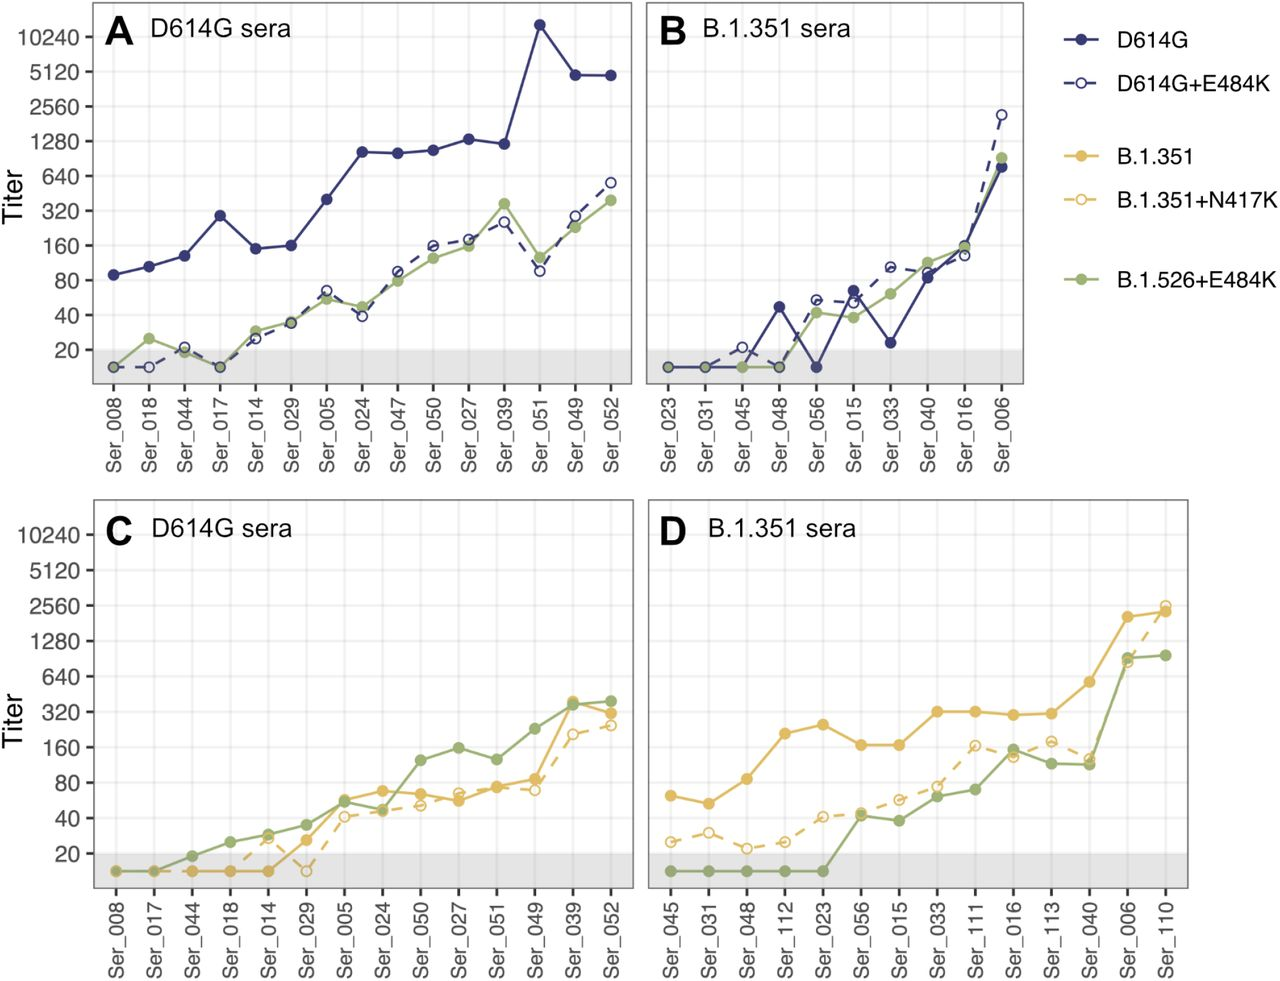 A D614G sera
B B.1.351 sera
Titer
10240
5120
2560
1280
640
320
160
80
40
20
Ser_008
Ser_018
Ser_044
Ser_017
Ser_014
Ser_029
Ser_005
Ser_024
Ser_047
Ser_050
Ser_027
Ser_039
Ser_051
Ser_049
Ser_052
Ser_023
Ser_031
Ser_045
Ser_048
Ser_056
Ser_015
Ser_033
Ser_040
Ser_016
Ser_006
D614G
D614G+E484K
B.1.351
B.1.351+N417K
B.1.526+E484K
C D614G sera
D B.1.351 sera
Titer
10240
5120
2560
1280
640
320
160
80
40
20
Ser_008
Ser_017
Ser_044
Ser_018
Ser_014
Ser_029
Ser_005
Ser_024
Ser_050
Ser_027
Ser_051
Ser_049
Ser_039
Ser_052
Ser_045
Ser_031
Ser_048
Ser_112
Ser_023
Ser_056
Ser_015
Ser_033
Ser_111
Ser_016
Ser_113
Ser_040
Ser_006
Ser_110